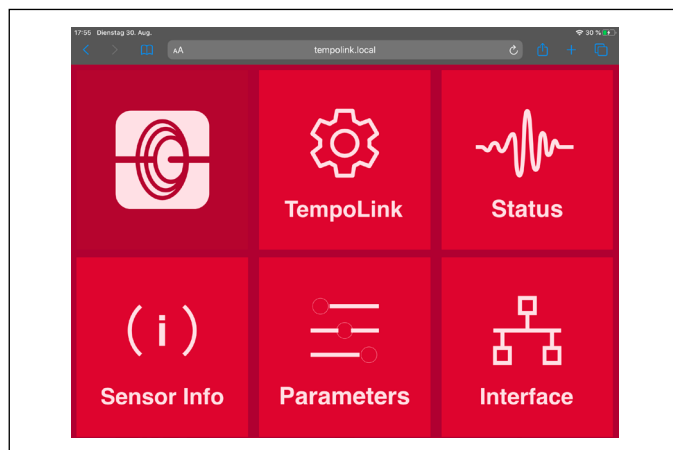 17:55 Dienstag 30. Aug.
30 %
AA
tempolink.local
TempoLink
Status
( i )
Sensor Info
Parameters
Interface